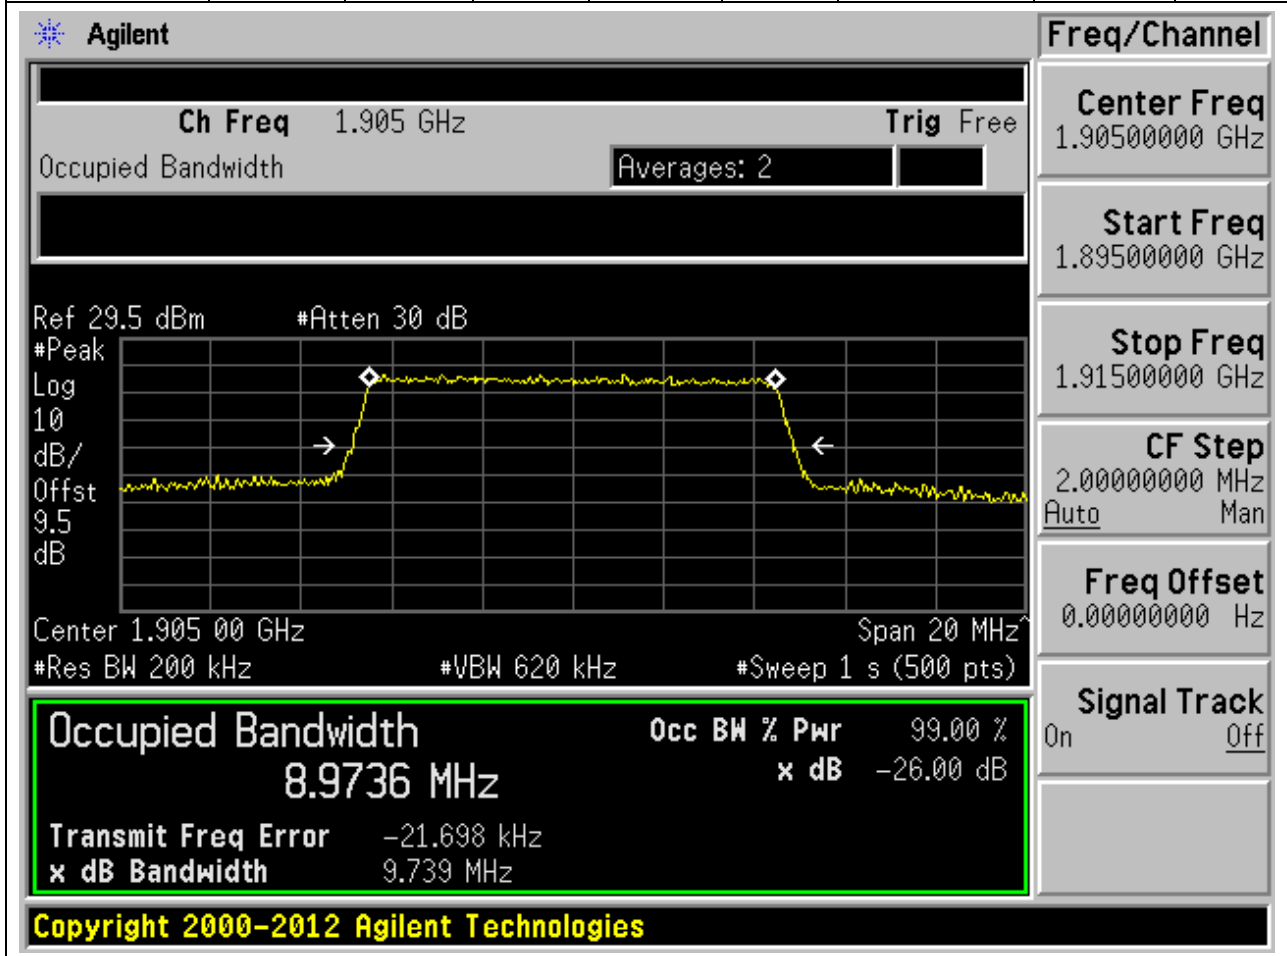 Agilent
Freq/Channel
Ch Freq 1.905 GHz Trig Free
Occupied Bandwidth Averages: 2
Center Freq
1.90500000 GHz
Start Freq
1.89500000 GHz
Stop Freq
1.91500000 GHz
CF Step
2.00000000 MHz
Auto Man
Freq Offset
0.00000000 Hz
Signal Track
On Off
Ref 29.5 dBm #Atten 30 dB
#Peak
Log
10
dB/
Offst
9.5
dB
Center 1.905 00 GHz Span 20 MHz^
#Res BW 200 kHz #VBW 620 kHz #Sweep 1 s (500 pts)
Occupied Bandwidth
8.9736 MHz
Occ BW % Pwr 99.00 %
x dB -26.00 dB
Transmit Freq Error -21.698 kHz
x dB Bandwidth 9.739 MHz
Copyright 2000-2012 Agilent Technologies